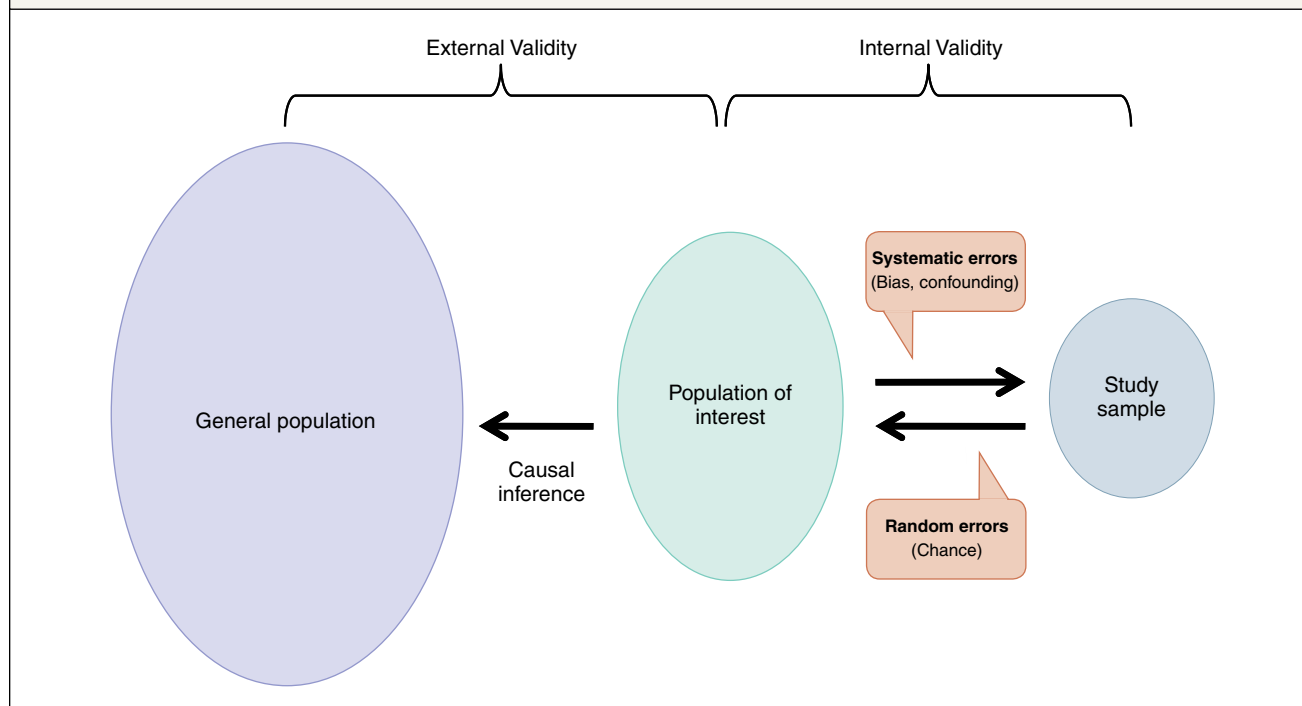 External Validity
Internal Validity
Systematic errors
(Bias, confounding)
General population
Population of
interest
Study
sample
Causal
inference
Random errors
(Chance)